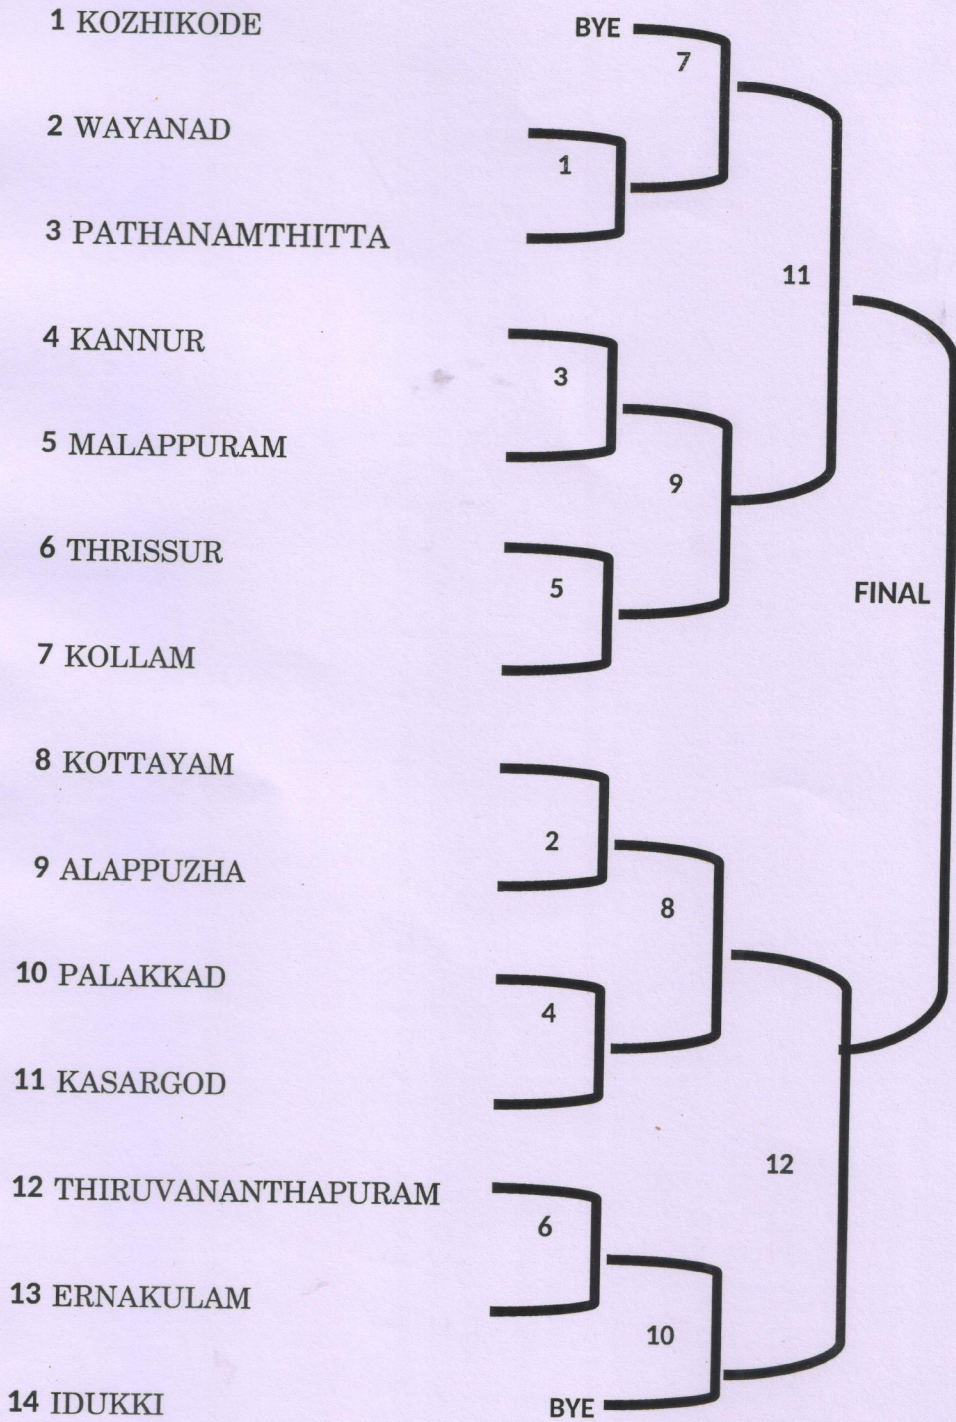 1 KOZHIKODE BYE
7
2 WAYANAD
1
3 PATHANAMTHITTA
11
4 KANNUR
3
5 MALAPPURAM
9
6 THRISSUR
5
FINAL
7 KOLLAM
8 KOTTAYAM
2
9 ALAPPUZHA
8
10 PALAKKAD
4
11 KASARGOD
12
12 THIRUVANANTHAPURAM
6
13 ERNAKULAM
10
14 IDUKKI BYE